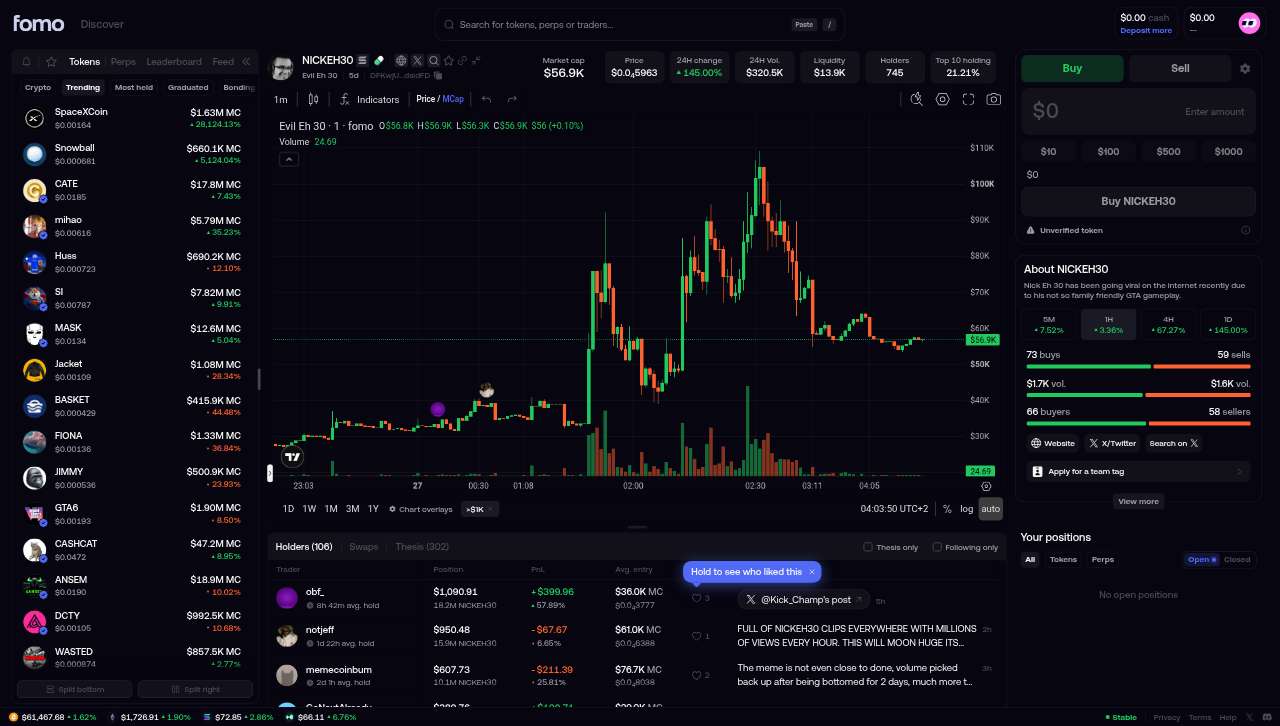 fomo Discover
Search for tokens, perps or traders... Paste /
$0.00 cash
Deposit more
$0.00
—
Tokens Perps Leaderboard Feed
Crypto Trending Most held Graduated Bonding
SpaceXCoin $1.63M MC
$0.00164 28,124.13%
Snowball $660.1K MC
$0.000681 5,124.04%
CATE $17.8M MC
$0.0185 7.43%
mihao $5.79M MC
$0.00616 35.23%
Huss $690.2K MC
$0.000723 12.10%
SI $7.82M MC
$0.00787 9.91%
MASK $12.6M MC
$0.0134 5.04%
Jacket $1.08M MC
$0.00109 28.34%
BASKET $415.9K MC
$0.000429 44.48%
FIONA $1.33M MC
$0.00136 36.84%
JIMMY $500.9K MC
$0.000536 23.93%
GTA6 $1.90M MC
$0.00193 8.50%
CASHCAT $47.2M MC
$0.0472 8.95%
ANSEM $18.9M MC
$0.0190 10.02%
DCTY $992.5K MC
$0.00105 10.68%
WASTED $857.5K MC
$0.000874 2.77%
Split bottom Split right
NICKEH30
Evil Eh 30 5d
Market cap
$56.9K
Price
$0.0₄5963
24H change
145.00%
24H Vol.
$320.5K
Liquidity
$13.9K
Holders
745
Top 10 holding
21.21%
1m Indicators Price / MCap
Evil Eh 30 · 1 · fomo O$56.8K H$56.9K L$56.3K C$56.9K $56 (+0.10%)
Volume 24.69
$110K
$100K
$90K
$80K
$70K
$60K
$56.9K
$50K
$40K
$30K
24.69
23:03 27 00:30 01:08 02:00 02:30 03:11 04:05
1D 1W 1M 3M 1Y Chart overlays >$1K 04:03:50 UTC+2 % log auto
Holders (106) Swaps Thesis (302) Thesis only Following only
Trader Position PnL Avg. entry
Hold to see who liked this ×
obf_ $1,090.91 +$399.96 $36.0K MC
8h 42m avg. hold 18.2M NICKEH30 57.89% $0.0₄3777
3 @Kick_Champ's post 5h
notjeff $950.48 -$67.67 $61.0K MC
1d 22h avg. hold 15.9M NICKEH30 6.65% $0.0₄6388
1 FULL OF NICKEH30 CLIPS EVERYWHERE WITH MILLIONS 2h
OF VIEWS EVERY HOUR. THIS WILL MOON HUGE ITS...
memecoinbum $607.73 -$211.39 $76.7K MC
2d 1h avg. hold 10.1M NICKEH30 25.81% $0.0₄8038
2 The meme is not even close to done, volume picked 3h
back up after being bottomed for 2 days, much more t...
Buy Sell
$0 Enter amount
$10 $100 $500 $1000
$0
Buy NICKEH30
Unverified token
About NICKEH30
Nick Eh 30 has been going viral on the internet recently due
to his not so family friendly GTA gameplay.
5M 1H 4H 1D
7.52% 3.36% 67.27% 145.00%
73 buys 59 sells
$1.7K vol. $1.6K vol.
66 buyers 58 sellers
Website X/Twitter Search on X
Apply for a team tag
View more
Your positions
All Tokens Perps Open Closed
No open positions
$61,467.68 1.62% $1,726.91 1.90% $72.85 2.86% $66.11 6.76%
Stable Privacy Terms Help